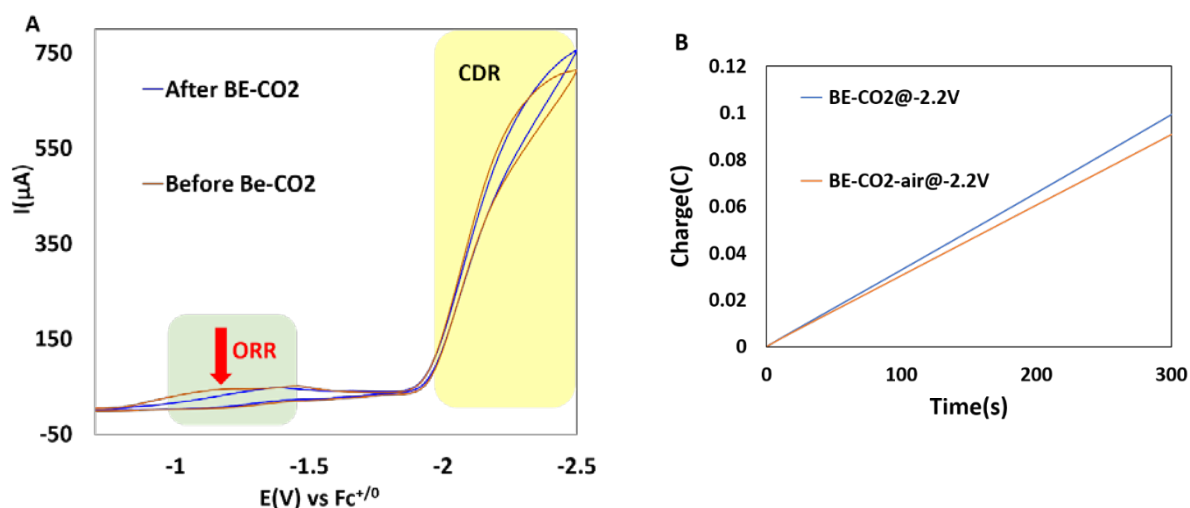 A
750
550
350
150
-50
I(μA)
After BE-CO2
Before Be-CO2
CDR
ORR
-1
-1.5
-2
-2.5
E(V) vs Fc+/0
B
0.12
0.1
0.08
0.06
0.04
0.02
0
Charge(C)
BE-CO2@-2.2V
BE-CO2-air@-2.2V
0
100
200
300
Time(s)